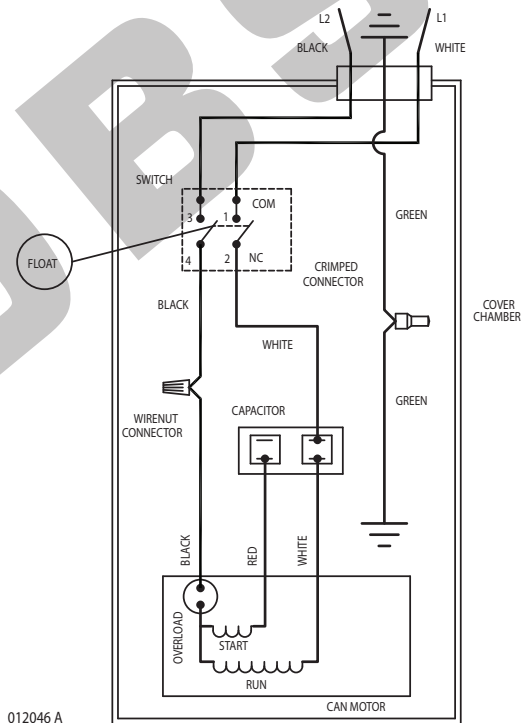 L2
L1
BLACK
WHITE
SWITCH
COM
3
1
GREEN
FLOAT
4
2
NC
CRIMPED
CONNECTOR
BLACK
COVER
CHAMBER
WHITE
GREEN
WIRENUT
CONNECTOR
CAPACITOR
BLACK
RED
WHITE
OVERLOAD
START
RUN
CAN MOTOR
012046 A